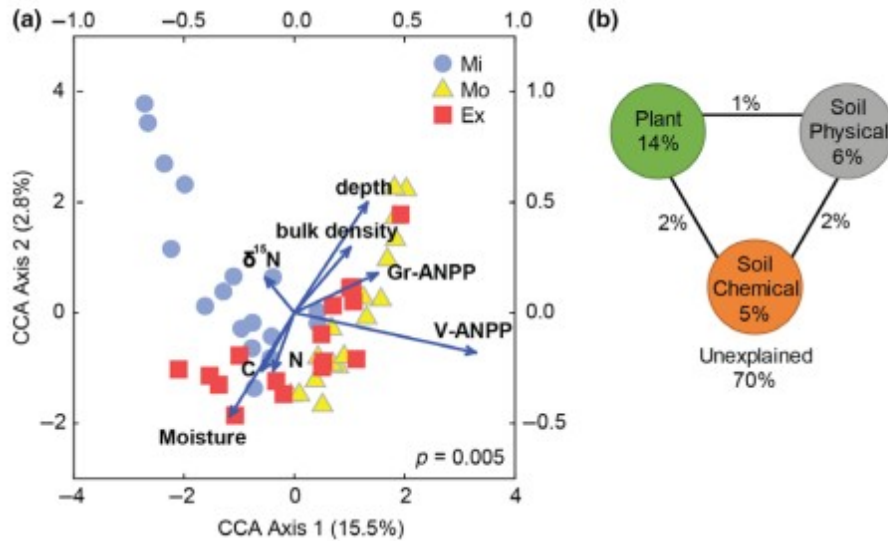 (a)
−1.0 −0.5 0.0 0.5 1.0
Mi
Mo
Ex
4
2
0
−2
1.0
0.5
0.0
−0.5
CCA Axis 2 (2.8%)
depth
bulk density
δ15N
Gr-ANPP
V-ANPP
C
N
Moisture
p = 0.005
−4 −2 0 2 4
CCA Axis 1 (15.5%)
(b)
Plant
14%
1%
Soil
Physical
6%
2%
2%
Soil
Chemical
5%
Unexplained
70%